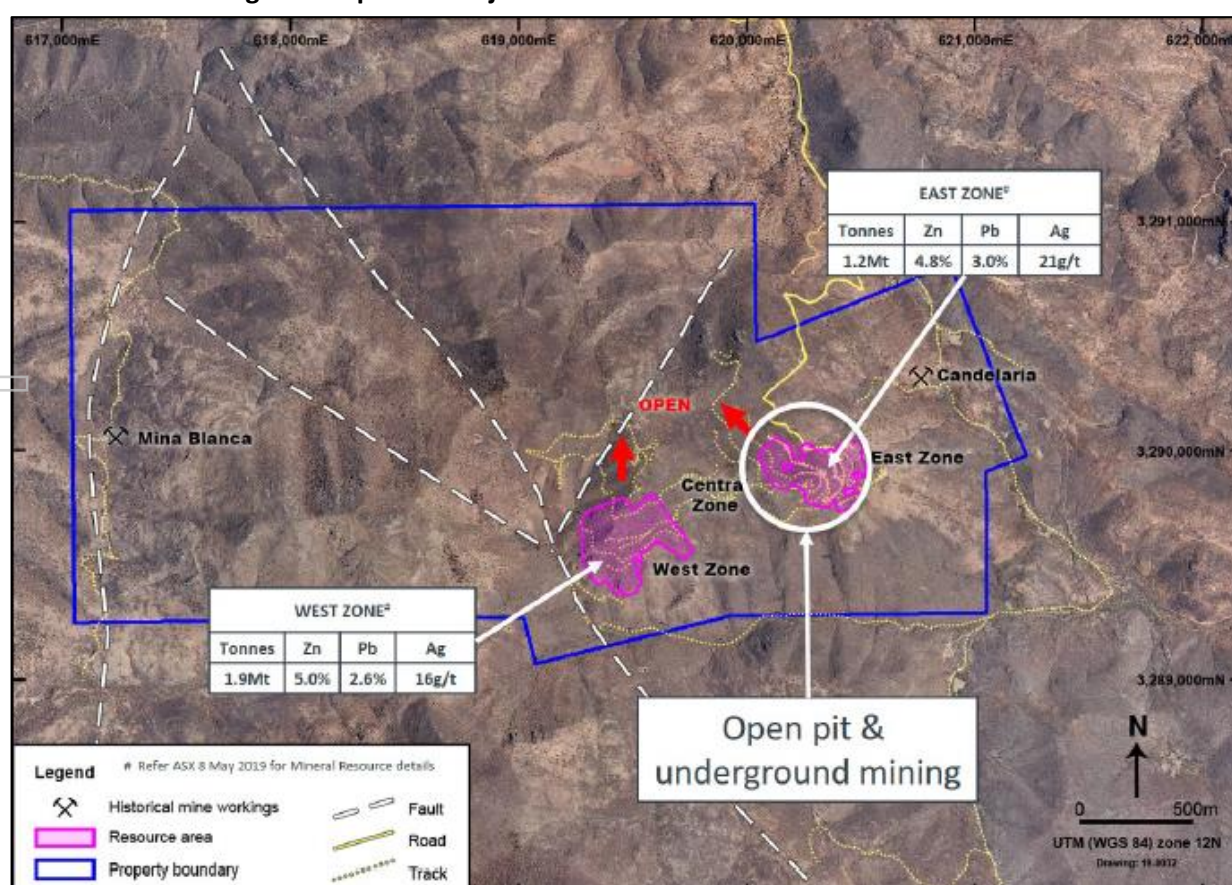 617,000mE 618,000mE 619,000mE 620,000mE 621,000mE 622,000m
EAST ZONE#
Tonnes Zn Pb Ag
1.2Mt 4.8% 3.0% 21g/t
3,291,000mN
Candelaria
OPEN
Mina Blanca
3,290,000mN
East Zone
Centra
Zone
West Zone
WEST ZONE#
Tonnes Zn Pb Ag
1.9Mt 5.0% 2.6% 16g/t
3,289,000mN
Open pit &
underground mining
N
0 500m
UTM (WGS 84) zone 12N
Legend # Refer ASX 8 May 2019 for Mineral Resource details
Historical mine workings
Resource area
Property boundary
Fault
Road
Track